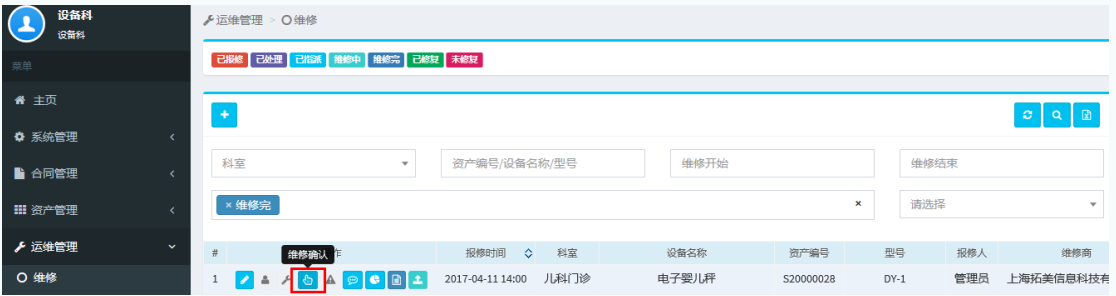 设备科
设备科
运维管理 > 维修
菜单
已报修 已处理 已指派 维修中 维修完 已修复 未修复
主页
系统管理
科室 资产编号/设备名称/型号 维修开始 维修结束
合同管理
× 维修完 × 请选择
资产管理
运维管理
维修确认
# 作 报修时间 科室 设备名称 资产编号 型号 报修人 维修商
维修
1 2017-04-11 14:00 儿科门诊 电子婴儿秤 S20000028 DY-1 管理员 上海拓美信息科技有